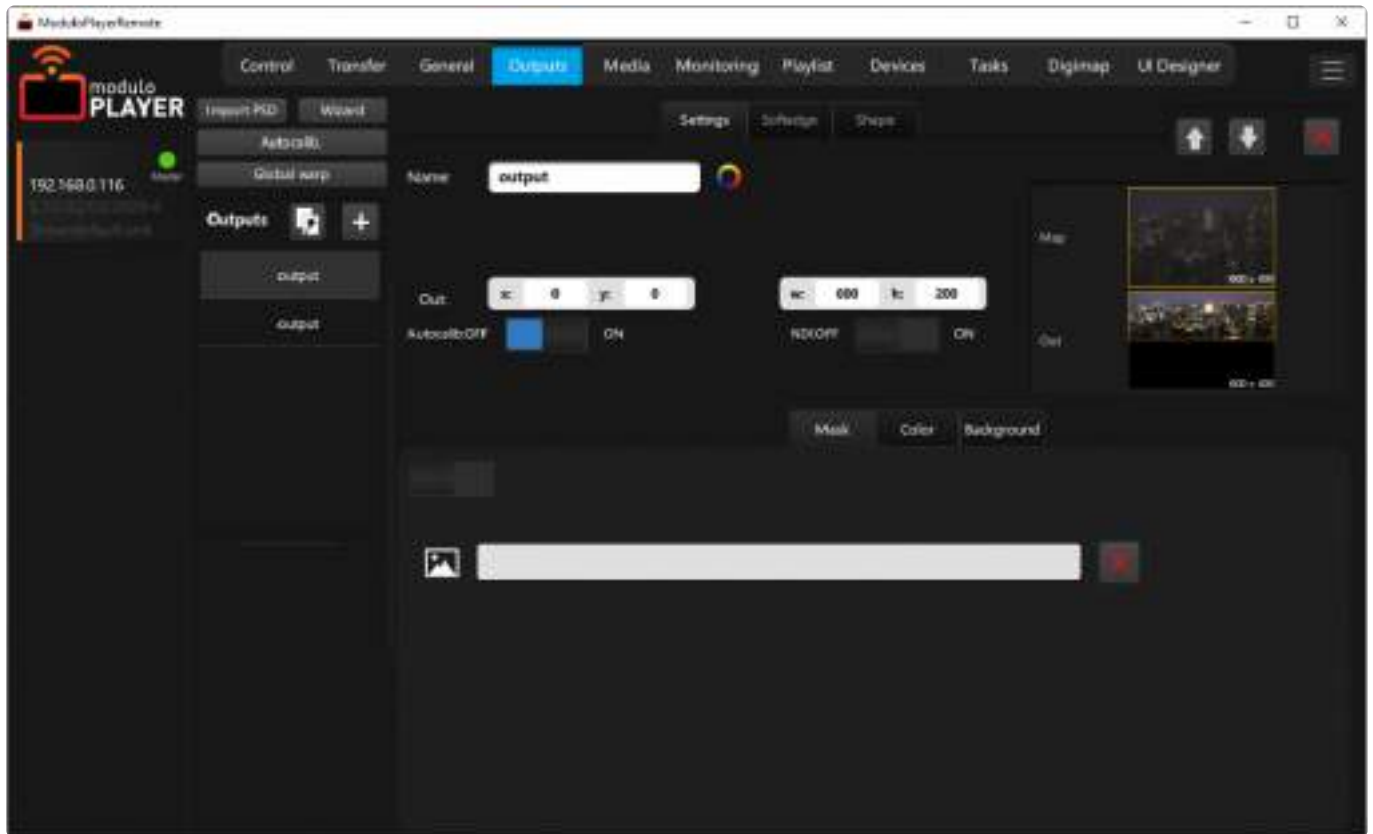 ModuloPlayerRemote
modulo
PLAYER
Control Transfer General Outputs Media Monitoring Playlist Devices Tasks Digimap UI Designer
Import PSD Wizard
Autocalib.
Global warp
Settings Softedge Shape
192.168.0.116
Master
Name output
Outputs
Map
output
output
Out x: 0 y: 0 w: h: 200
Autocalib:OFF ON NDI:OFF ON
Out
Mask Color Background